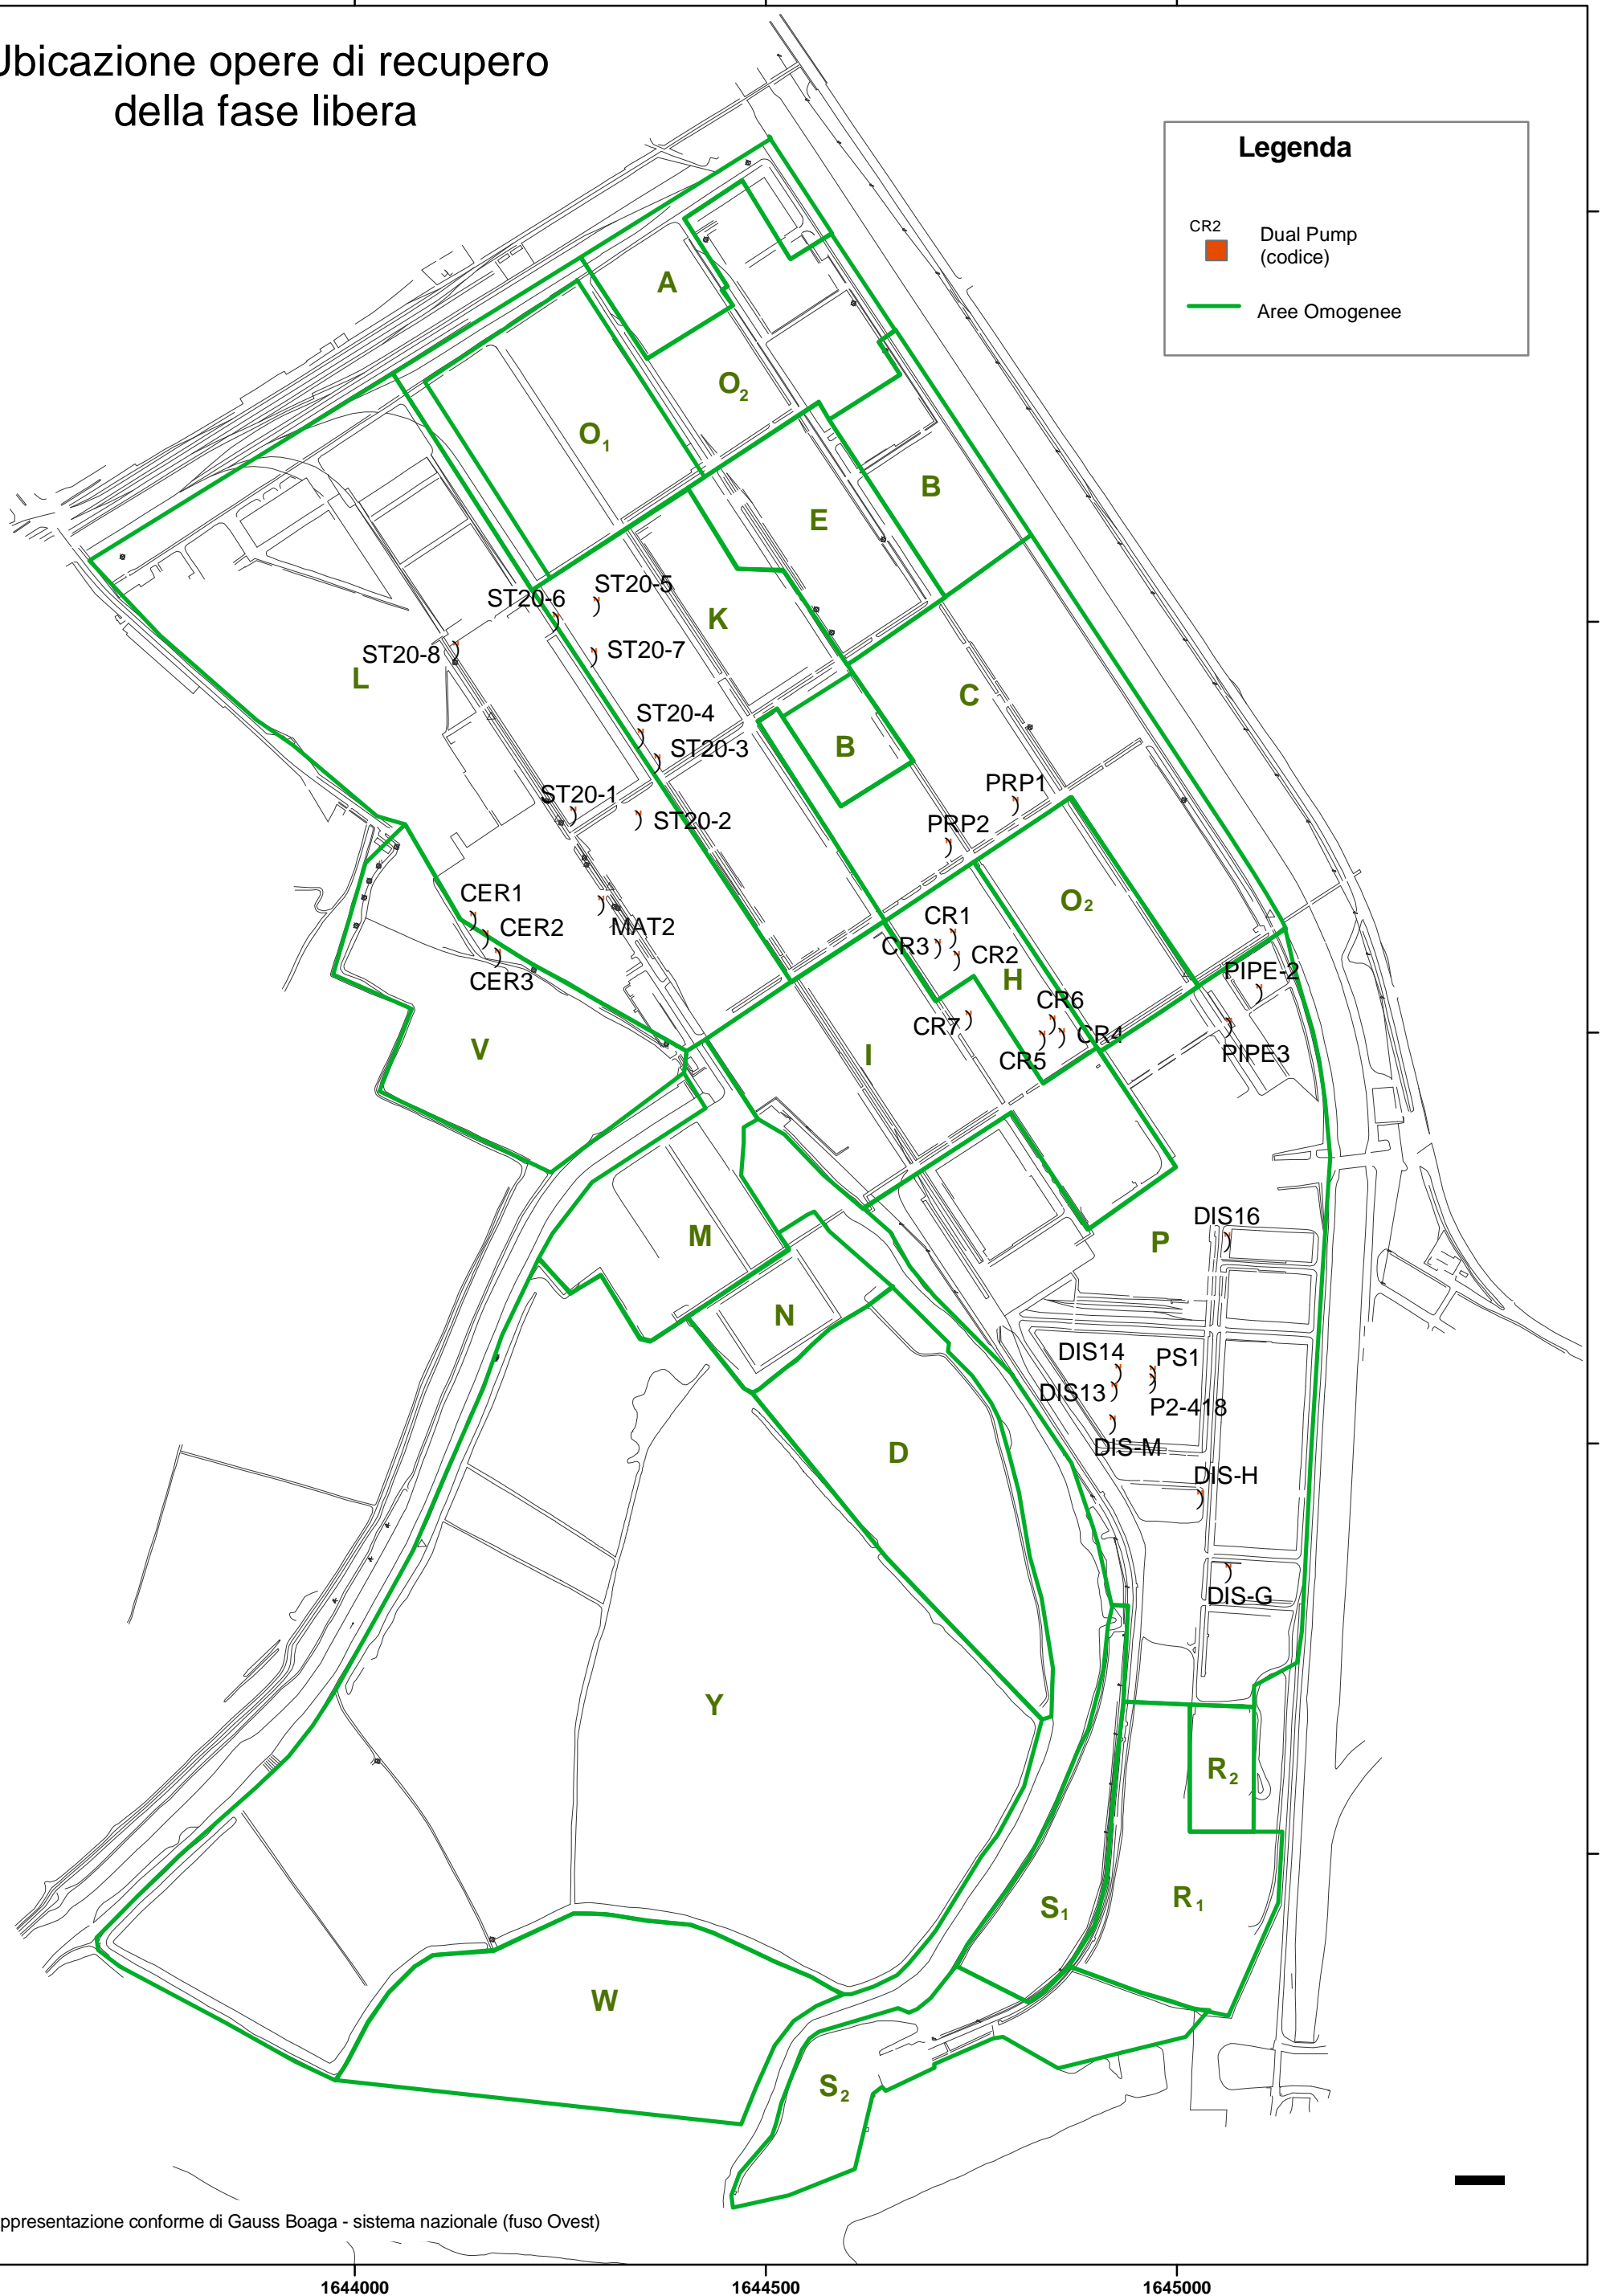 Ubicazione opere di recupero
della fase libera
Legenda
CR2
Dual Pump
(codice)
Aree Omogenee
A
O2
O1
B
E
ST20-5
ST20-6
K
ST20-7
ST20-8
L
C
ST20-4
B
ST20-3
PRP1
ST20-1
ST20-2
PRP2
CER1
O2
CR1
CER2
MAT2
CR3
CR2
PIPE-2
CER3
H
CR6
CR7
CR4
V
I
CR5
PIPE3
DIS16
M
P
N
DIS14
PS1
DIS13
P2-418
D
DIS-M
DIS-H
DIS-G
Y
R2
R1
S1
W
S2
ppresentazione conforme di Gauss Boaga - sistema nazionale (fuso Ovest)
1644000
1644500
1645000